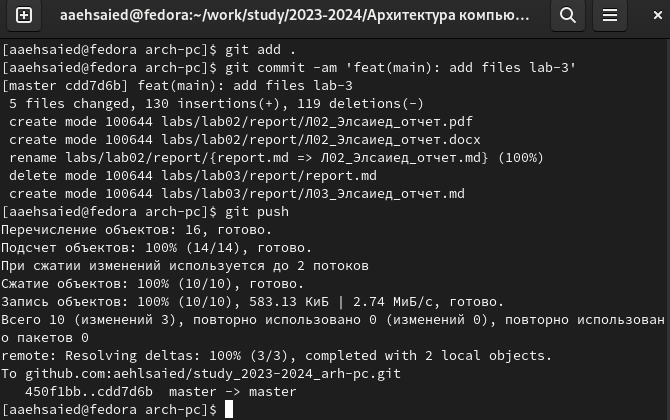 aaehsaied@fedora:~/work/study/2023-2024/Архитектура компью...
[aaehsaied@fedora arch-pc]$ git add .
[aaehsaied@fedora arch-pc]$ git commit -am 'feat(main): add files lab-3'
[master cdd7d6b] feat(main): add files lab-3
 5 files changed, 130 insertions(+), 119 deletions(-)
 create mode 100644 labs/lab02/report/Л02_Элсаиед_отчет.pdf
 create mode 100644 labs/lab02/report/Л02_Элсаиед_отчет.docx
 rename labs/lab02/report/{report.md => Л02_Элсаиед_отчет.md} (100%)
 delete mode 100644 labs/lab03/report/report.md
 create mode 100644 labs/lab03/report/Л03_Элсаиед_отчет.md
[aaehsaied@fedora arch-pc]$ git push
Перечисление объектов: 16, готово.
Подсчет объектов: 100% (14/14), готово.
При сжатии изменений используется до 2 потоков
Сжатие объектов: 100% (10/10), готово.
Запись объектов: 100% (10/10), 583.13 КиБ | 2.74 МиБ/с, готово.
Всего 10 (изменений 3), повторно использовано 0 (изменений 0), повторно использован
о пакетов 0
remote: Resolving deltas: 100% (3/3), completed with 2 local objects.
To github.com:aehlsaied/study_2023-2024_arh-pc.git
   450f1bb..cdd7d6b  master -> master
[aaehsaied@fedora arch-pc]$